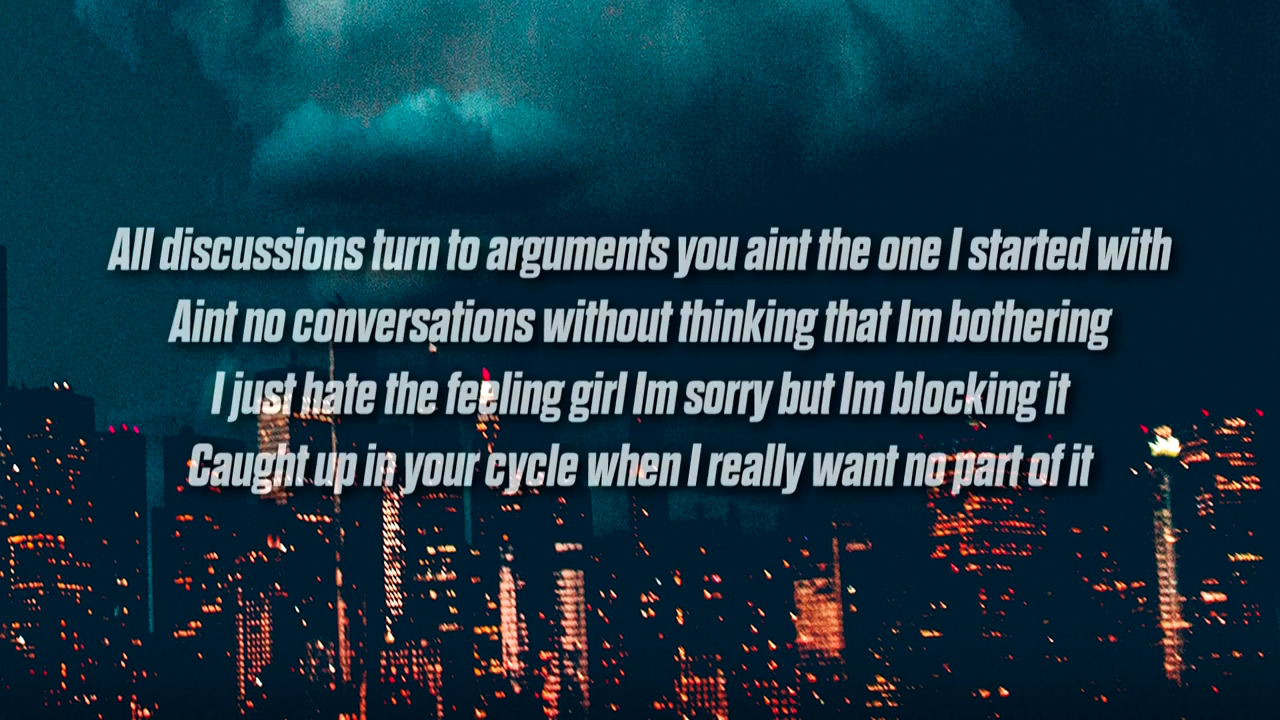 All discussions turn to arguments you aint the one I started with
Aint no conversations without thinking that Im bothering
I just hate the feeling girl Im sorry but Im blocking it
Caught up in your cycle when I really want no part of it